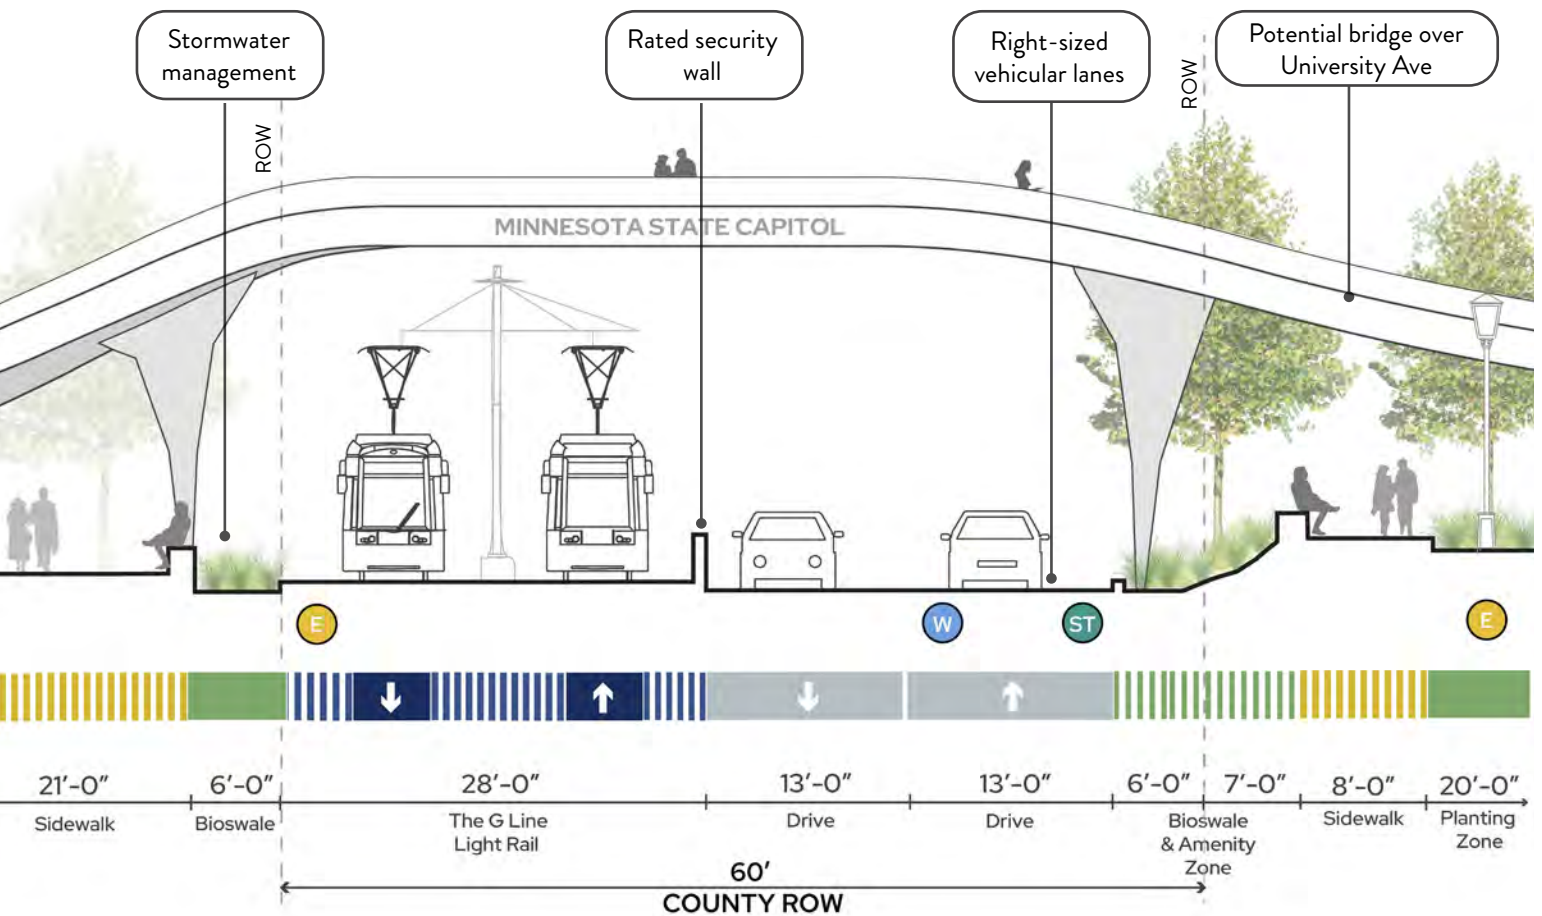 Stormwater
management
Rated security
wall
Right-sized
vehicular lanes
Potential bridge over
University Ave
ROW
ROW
MINNESOTA STATE CAPITOL
E
W
ST
E
21'-0"
6'-0"
28'-0"
13'-0"
13'-0"
6'-0"
7'-0"
8'-0"
20'-0"
Sidewalk
Bioswale
The G Line
Light Rail
Drive
Drive
Bioswale
& Amenity
Zone
Sidewalk
Planting
Zone
60'
COUNTY ROW